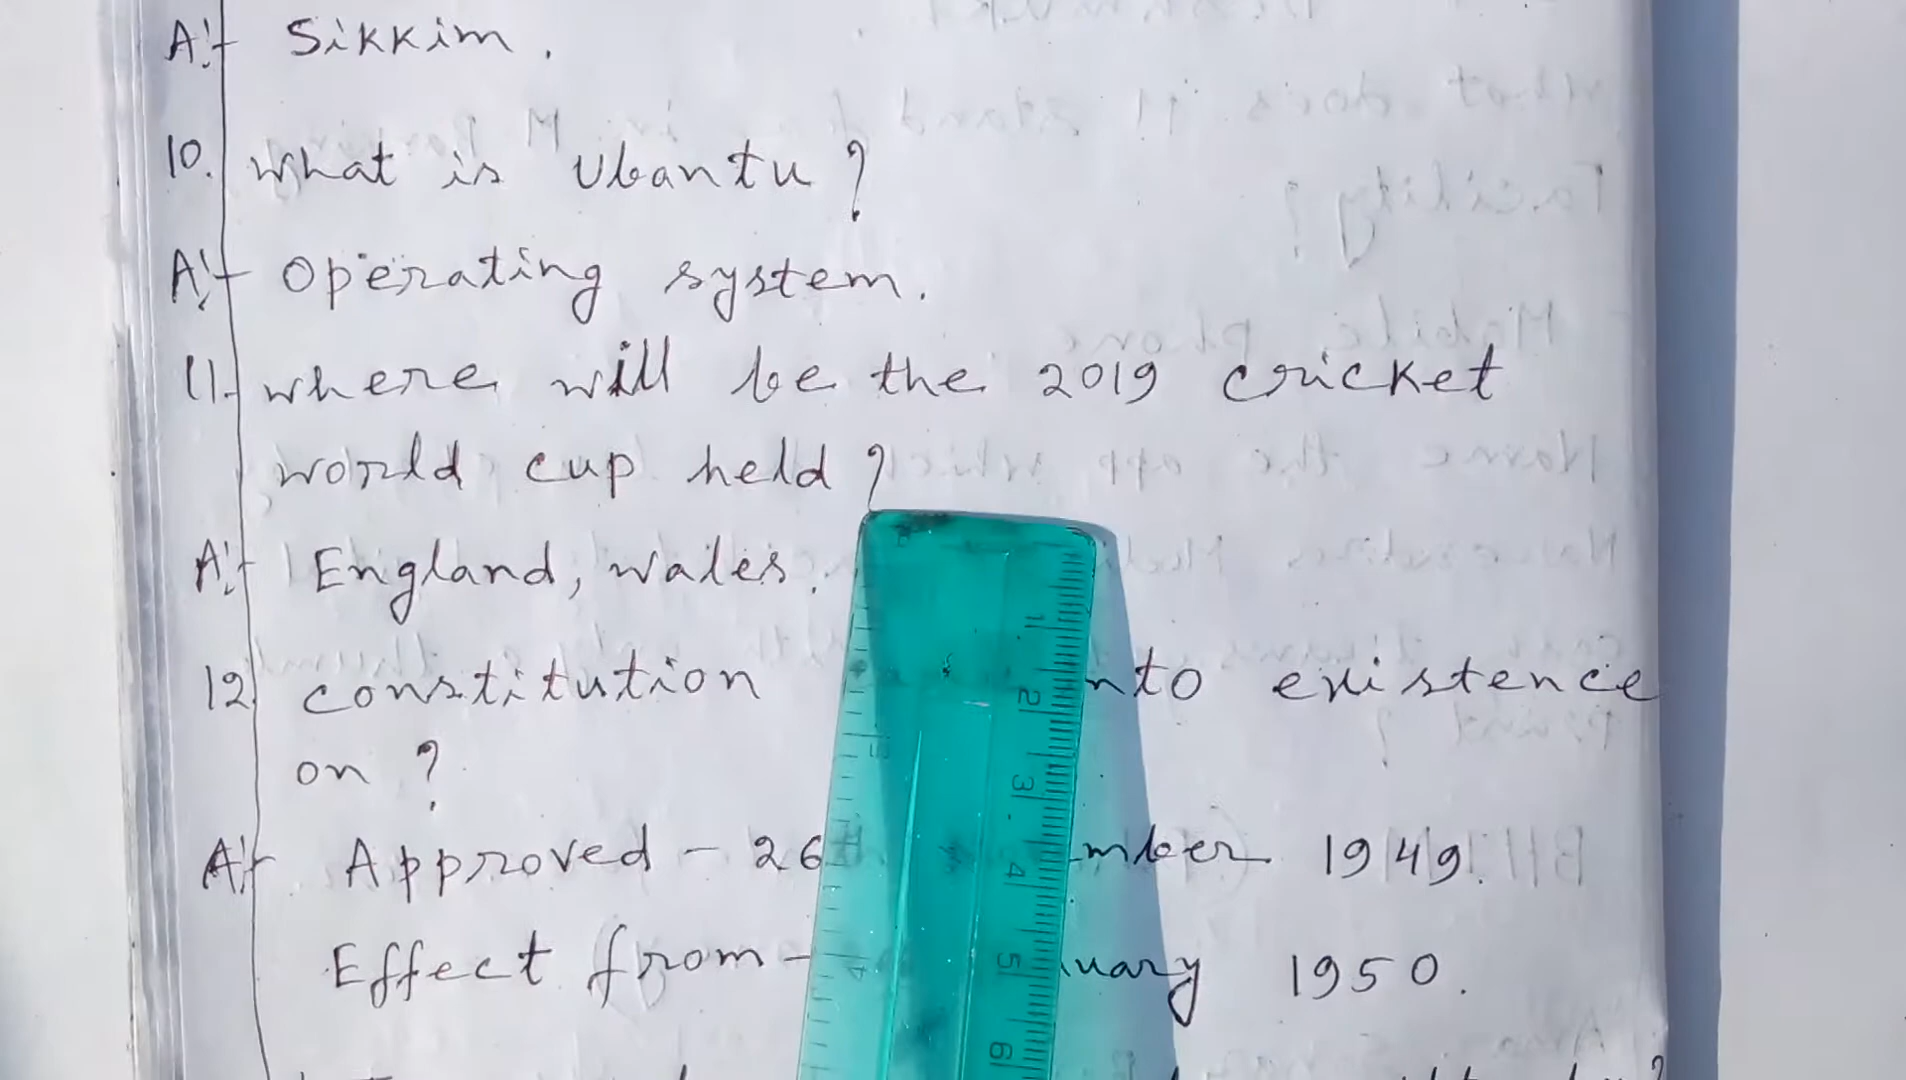 A:- Sikkim.
10. What is Ubantu?
A:- Operating system.
11. where will be the 2019 cricket
world cup held?
A:- England, wales.
12. constitution nto existence
on?
A:- Approved - 26 mber 1949.
Effect from - uary 1950.